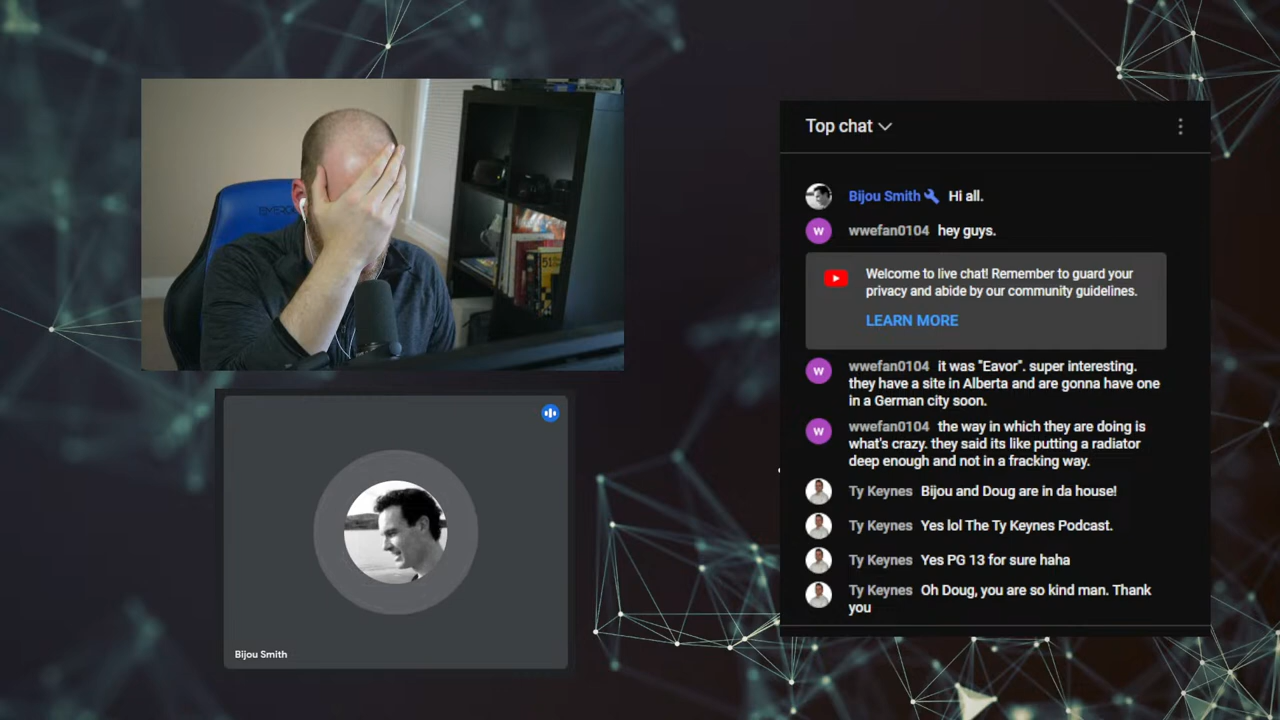 Top chat
Bijou Smith Hi all.
wwefan0104 hey guys.
Welcome to live chat! Remember to guard your
privacy and abide by our community guidelines.
LEARN MORE
wwefan0104 it was "Eavor". super interesting.
they have a site in Alberta and are gonna have one
in a German city soon.
wwefan0104 the way in which they are doing is
what's crazy. they said its like putting a radiator
deep enough and not in a fracking way.
Ty Keynes Bijou and Doug are in da house!
Ty Keynes Yes lol The Ty Keynes Podcast.
Ty Keynes Yes PG 13 for sure haha
Ty Keynes Oh Doug, you are so kind man. Thank
you
W
W
W
51
Bijou Smith